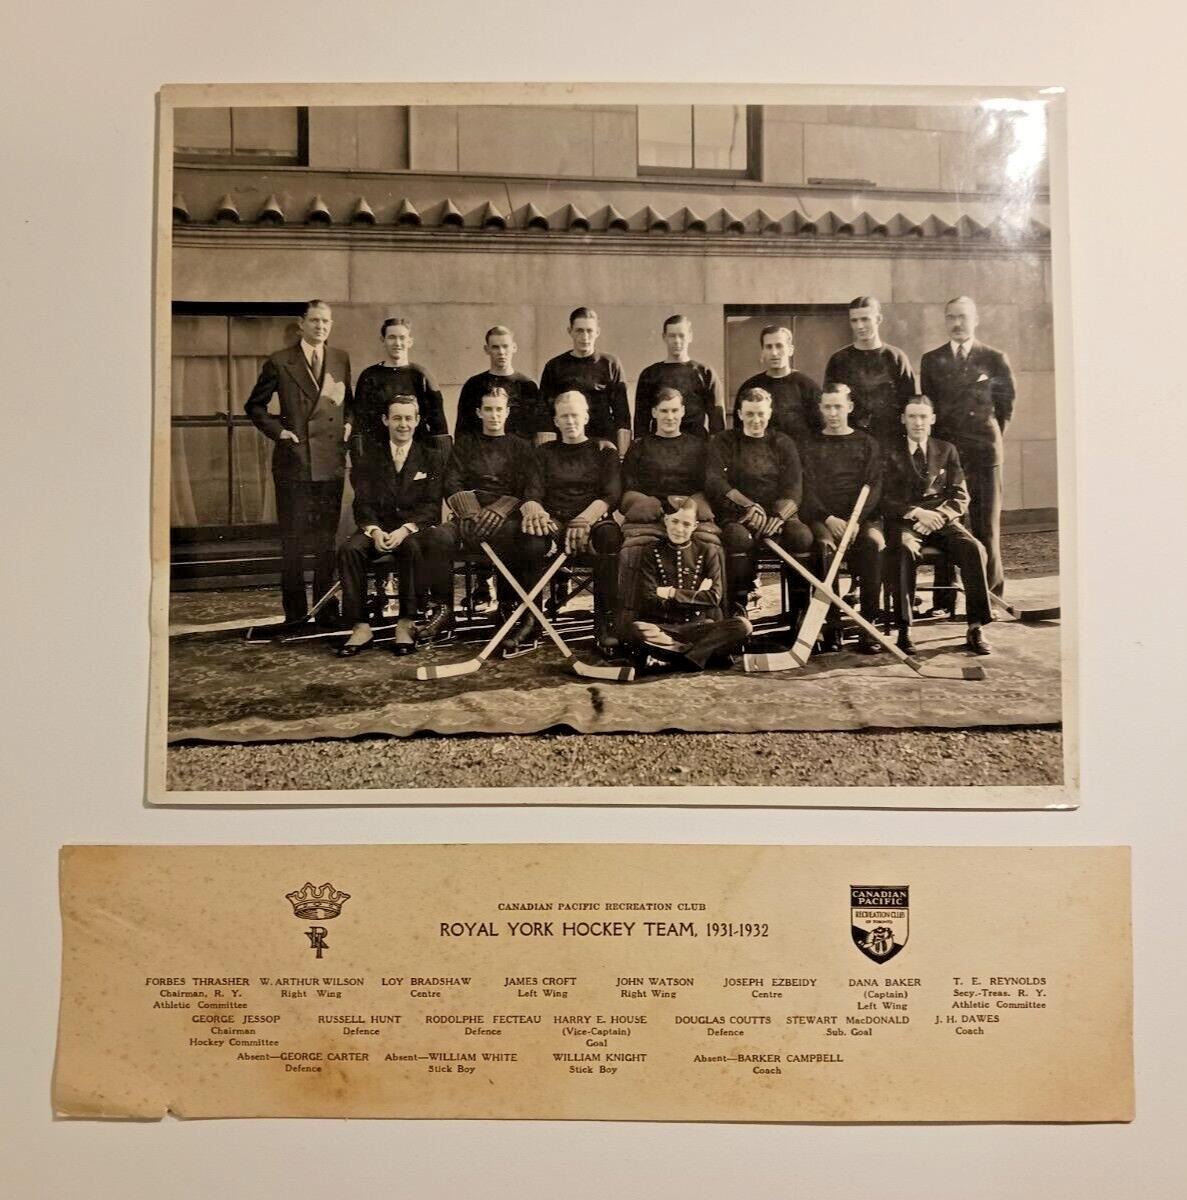 CANADIAN PACIFIC RECREATION CLUB
ROYAL YORK HOCKEY TEAM, 1931-1932
RY
CANADIAN
PACIFIC
RECREATION CLUB
OF TORONTO
FORBES THRASHER W. ARTHUR WILSON LOY BRADSHAW JAMES CROFT JOHN WATSON JOSEPH EZBEIDY DANA BAKER T. E. REYNOLDS
Chairman, R. Y. Right Wing Centre Left Wing Right Wing Centre (Captain) Secy.-Treas. R. Y.
Athletic Committee Left Wing Athletic Committee
GEORGE JESSOP RUSSELL HUNT RODOLPHE FECTEAU HARRY E. HOUSE DOUGLAS COUTTS STEWART MacDONALD J. H. DAWES
Chairman Defence Defence (Vice-Captain) Defence Sub. Goal Coach
Hockey Committee Goal
Absent—GEORGE CARTER Absent—WILLIAM WHITE WILLIAM KNIGHT Absent—BARKER CAMPBELL
Defence Stick Boy Stick Boy Coach